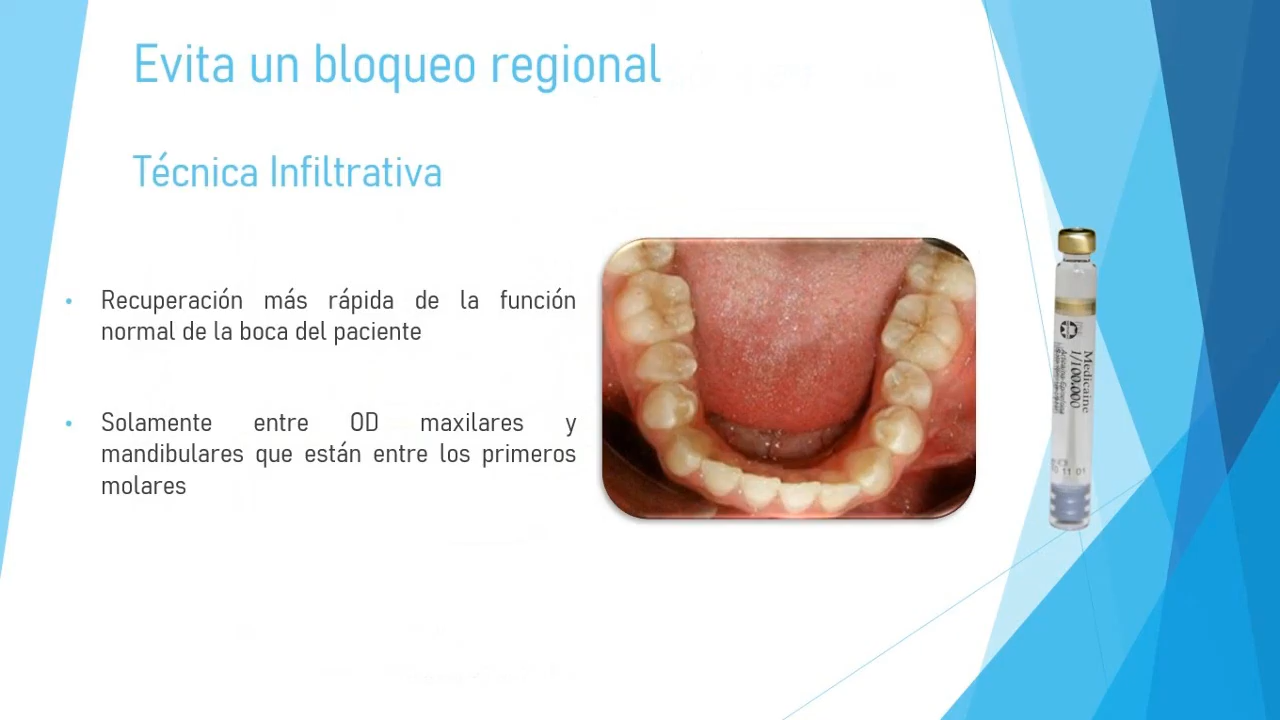 Evita un bloqueo regional
Técnica Infiltrativa
• Recuperación más rápida de la función
normal de la boca del paciente
• Solamente entre OD maxilares y
mandibulares que están entre los primeros
molares
Medicaine
1/100.000